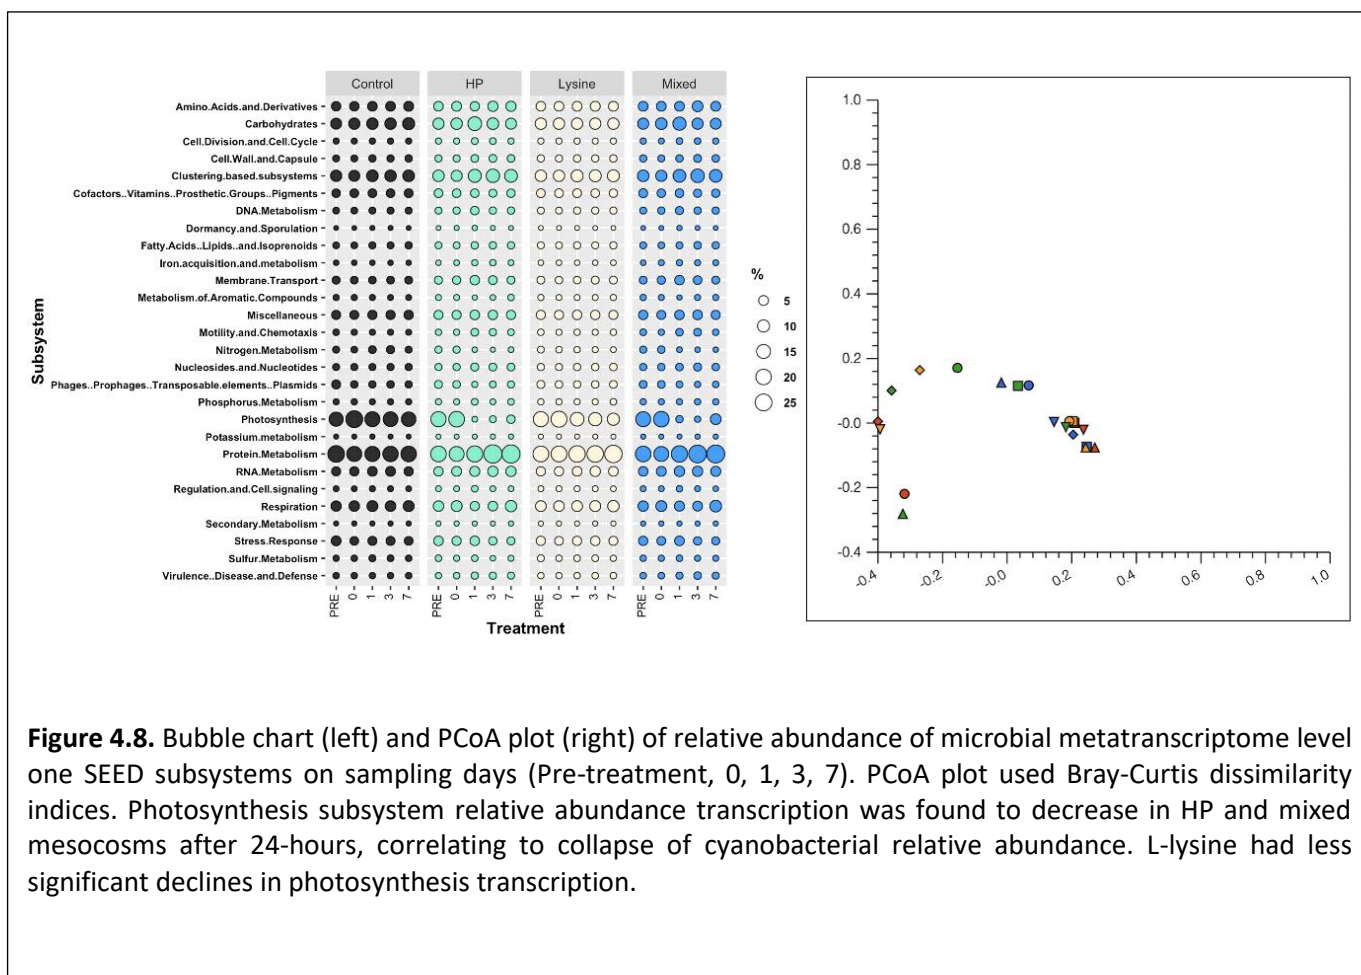 Control HP Lysine Mixed
Amino.Acids.and.Derivatives
Carbohydrates
Cell.Division.and.Cell.Cycle
Cell.Wall.and.Capsule
Clustering.based.subsystems
Cofactors..Vitamins..Prosthetic.Groups..Pigments
DNA.Metabolism
Dormancy.and.Sporulation
Fatty.Acids..Lipids..and.Isoprenoids
Iron.acquisition.and.metabolism
Membrane.Transport
Metabolism.of.Aromatic.Compounds
Miscellaneous
Motility.and.Chemotaxis
Nitrogen.Metabolism
Nucleosides.and.Nucleotides
Phages..Prophages..Transposable.elements..Plasmids
Phosphorus.Metabolism
Photosynthesis
Potassium.metabolism
Protein.Metabolism
RNA.Metabolism
Regulation.and.Cell.signaling
Respiration
Secondary.Metabolism
Stress.Response
Sulfur.Metabolism
Virulence..Disease.and.Defense
Subsystem
PRE 0 1 3 7 PRE 0 1 3 7 PRE 0 1 3 7 PRE 0 1 3 7
Treatment
%
5
10
15
20
25
1.0
0.8
0.6
0.4
0.2
-0.0
-0.2
-0.4
-0.4 -0.2 -0.0 0.2 0.4 0.6 0.8 1.0
Figure 4.8. Bubble chart (left) and PCoA plot (right) of relative abundance of microbial metatranscriptome level
one SEED subsystems on sampling days (Pre-treatment, 0, 1, 3, 7). PCoA plot used Bray-Curtis dissimilarity
indices. Photosynthesis subsystem relative abundance transcription was found to decrease in HP and mixed
mesocosms after 24-hours, correlating to collapse of cyanobacterial relative abundance. L-lysine had less
significant declines in photosynthesis transcription.